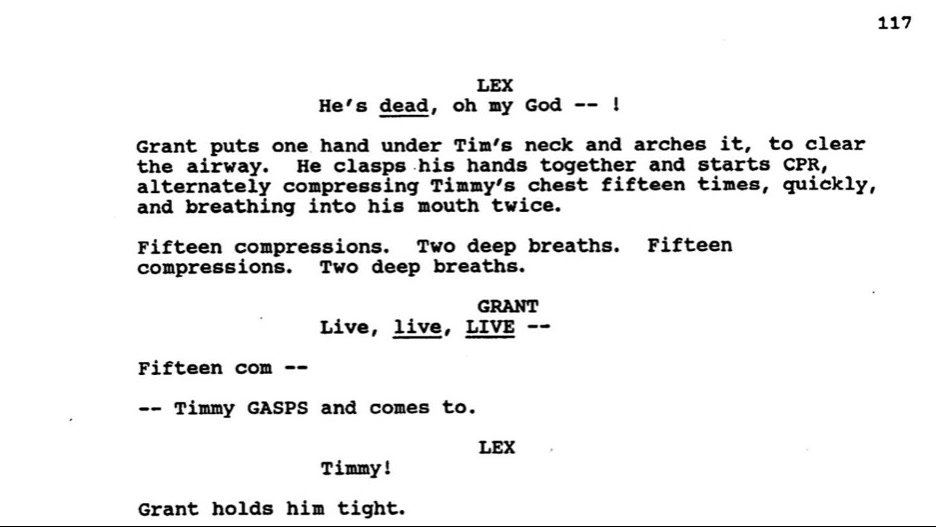 117
LEX
He's dead, oh my God -- !
Grant puts one hand under Tim's neck and arches it, to clear
the airway. He clasps his hands together and starts CPR,
alternately compressing Timmy's chest fifteen times, quickly,
and breathing into his mouth twice.
Fifteen compressions. Two deep breaths. Fifteen
compressions. Two deep breaths.
GRANT
Live, live, LIVE --
Fifteen com --
-- Timmy GASPS and comes to.
LEX
Timmy!
Grant holds him tight.